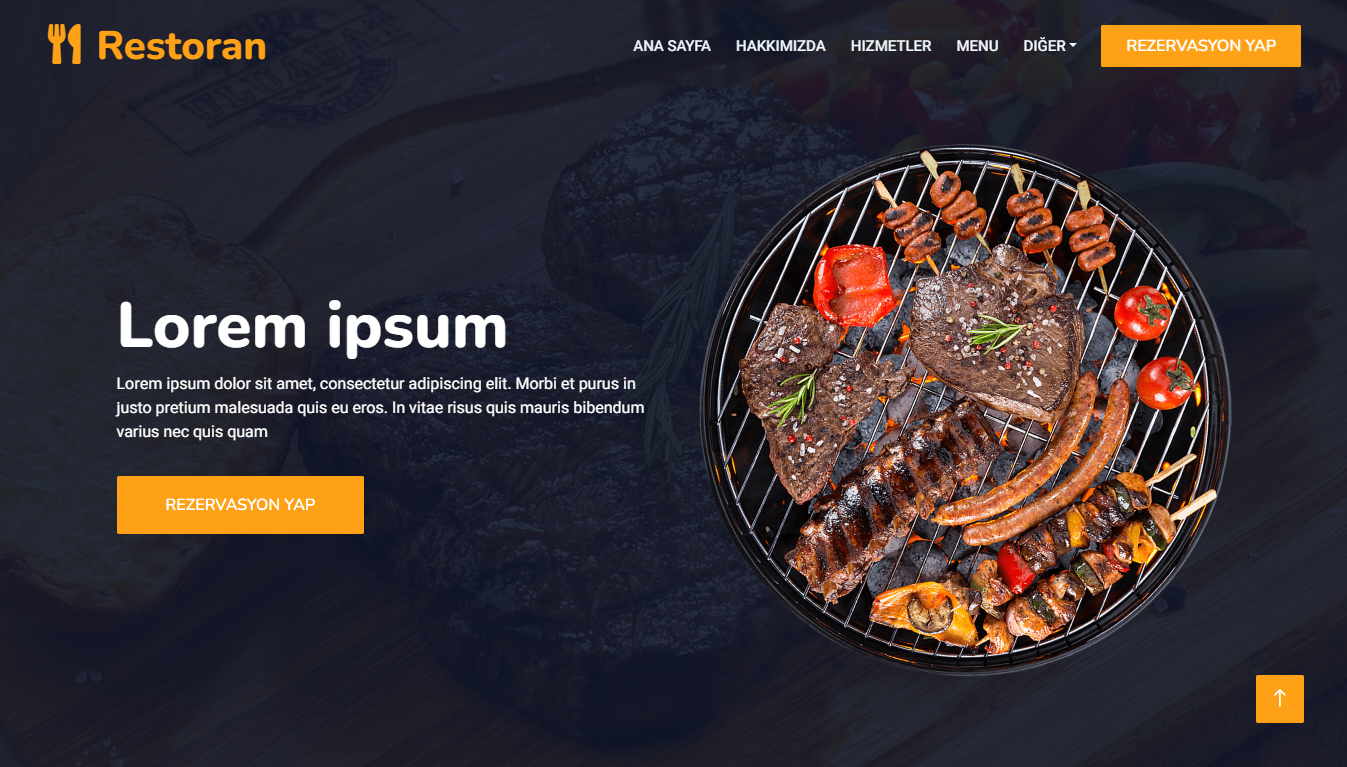 Restoran
ANA SAYFA HAKKIMIZDA HIZMETLER MENU DIĞER REZERVASYON YAP
Lorem ipsum
Lorem ipsum dolor sit amet, consectetur adipiscing elit. Morbi et purus in
justo pretium malesuada quis eu eros. In vitae risus quis mauris bibendum
varius nec quis quam
REZERVASYON YAP